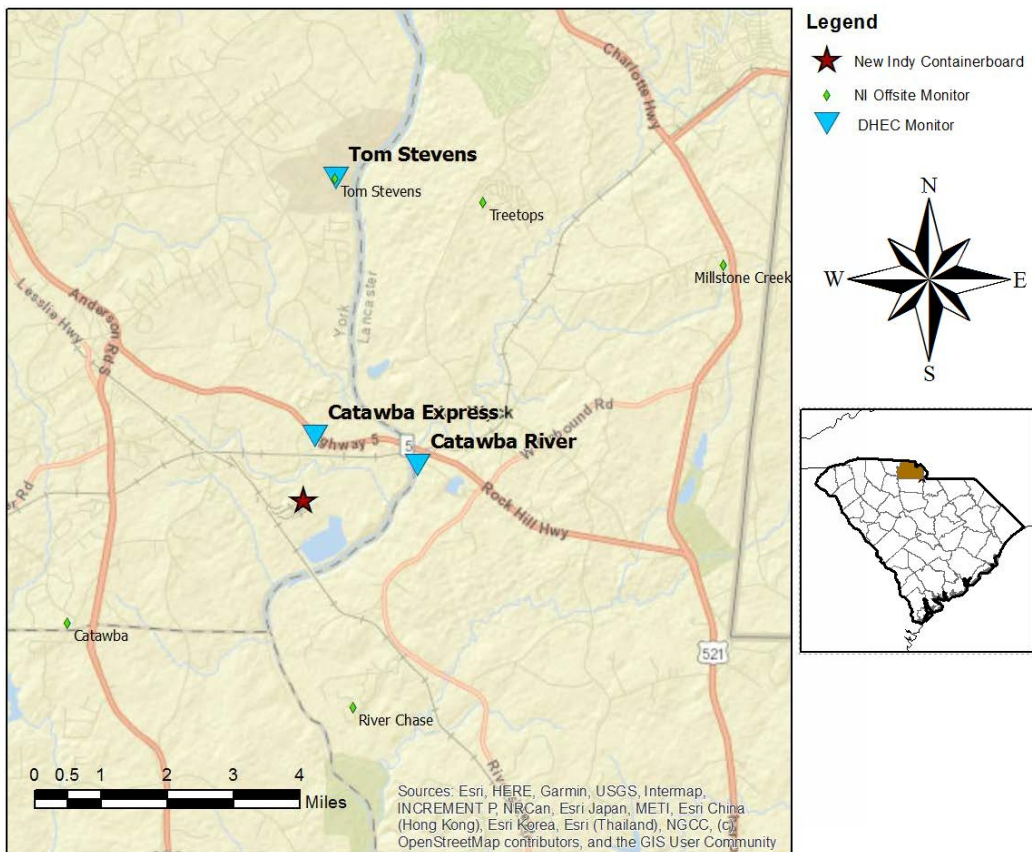 Legend
New Indy Containerboard
NI Offsite Monitor
DHEC Monitor
N
W
E
S
Charlotte Hwy
Tom Stevens
Tom Stevens
Treetops
Millstone Creek
York
Lancaster
Lesslie Hwy
Anderson Rd S
Catawba Express
ghway 5
5
Catawba River
Rock Hill Hwy
er Rd
521
Catawba
River Chase
0 0.5 1 2 3 4
Miles
Sources: Esri, HERE, Garmin, USGS, Intermap,
INCREMENT P, NRCan, Esri Japan, METI, Esri China
(Hong Kong), Esri Korea, Esri (Thailand), NGCC, (c)
OpenStreetMap contributors, and the GIS User Community